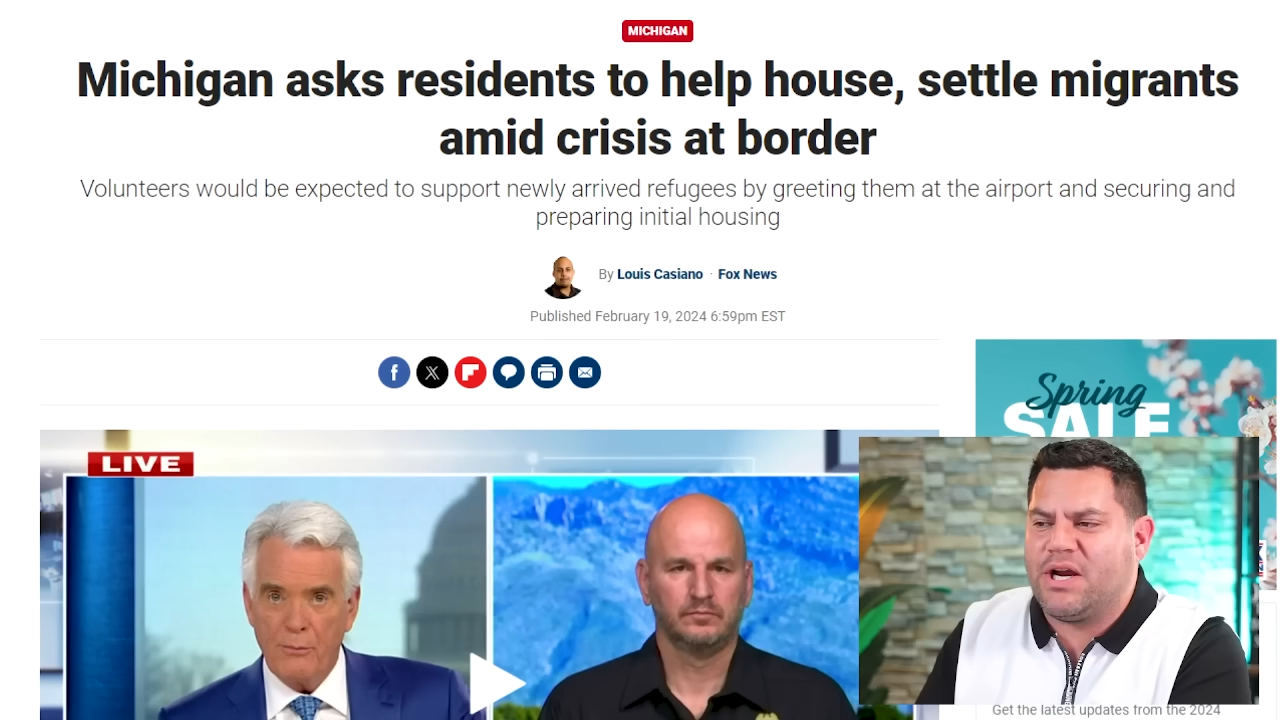 MICHIGAN
Michigan asks residents to help house, settle migrants
amid crisis at border
Volunteers would be expected to support newly arrived refugees by greeting them at the airport and securing and
preparing initial housing
By Louis Casiano · Fox News
Published February 19, 2024 6:59pm EST
Spring
SALE
LIVE
Get the latest updates from the 2024